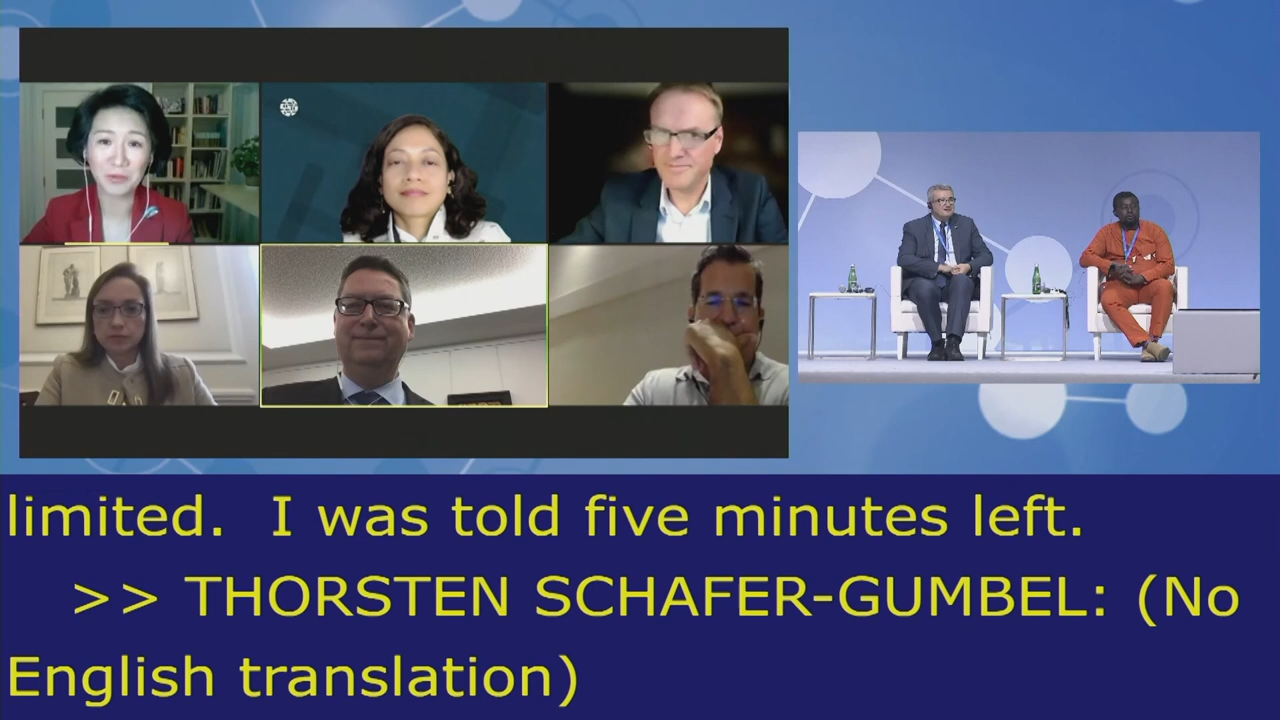 limited.  I was told five minutes left.
>> THORSTEN SCHAFER-GUMBEL: (No
English translation)